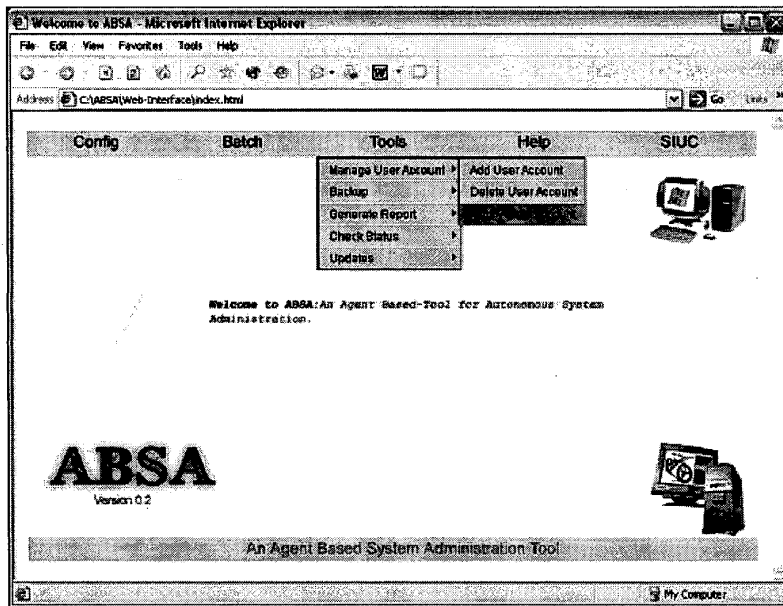 Welcome to ABSA - Microsoft Internet Explorer
File Edit View Favorites Tools Help
Address C:\ABSA\Web-Interface\index.html Go Links
Config Batch Tools Help SIUC
Manage User Account Add User Account
Backup Delete User Account
Generate Report
Check Status
Updates
Welcome to ABSA:An Agent Based-Tool for Autonomous System
Administration.
ABSA
Version 0.2
An Agent Based System Administration Tool
My Computer